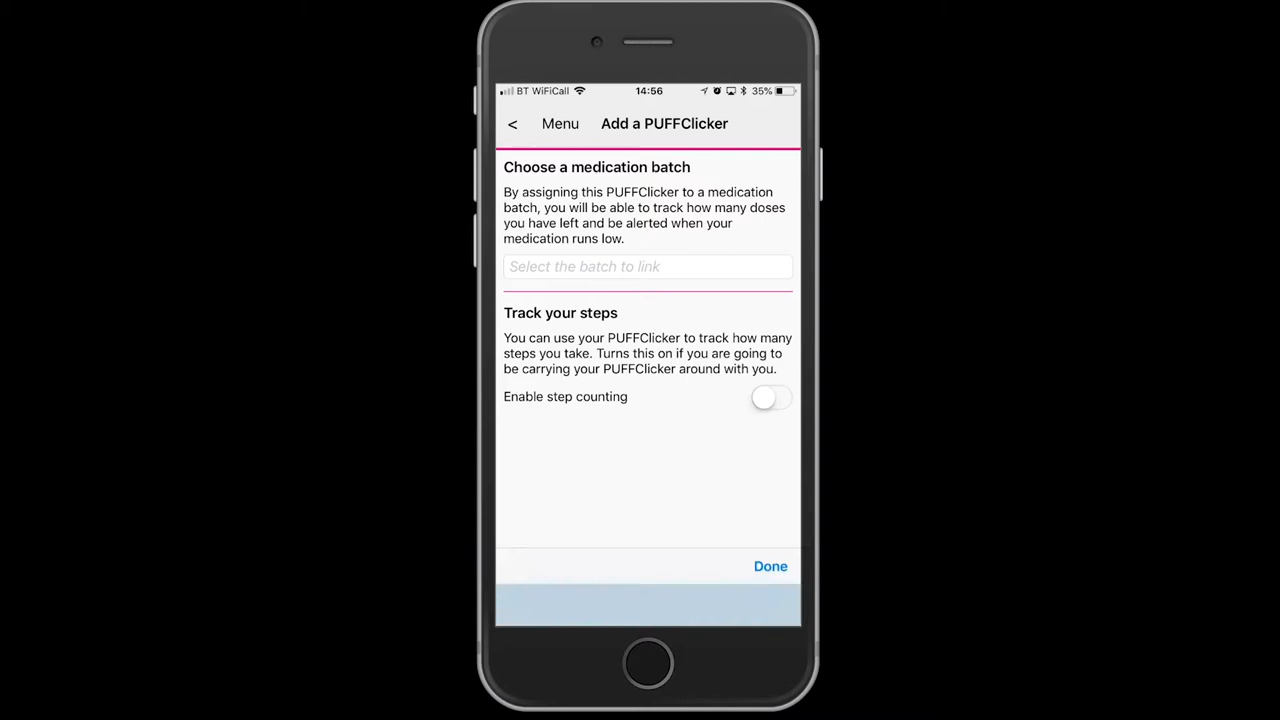 BT WiFiCall 14:56 35%
< Menu Add a PUFFClicker
Choose a medication batch
By assigning this PUFFClicker to a medication
batch, you will be able to track how many doses
you have left and be alerted when your
medication runs low.
Select the batch to link
Track your steps
You can use your PUFFClicker to track how many
steps you take. Turns this on if you are going to
be carrying your PUFFClicker around with you.
Enable step counting
Done